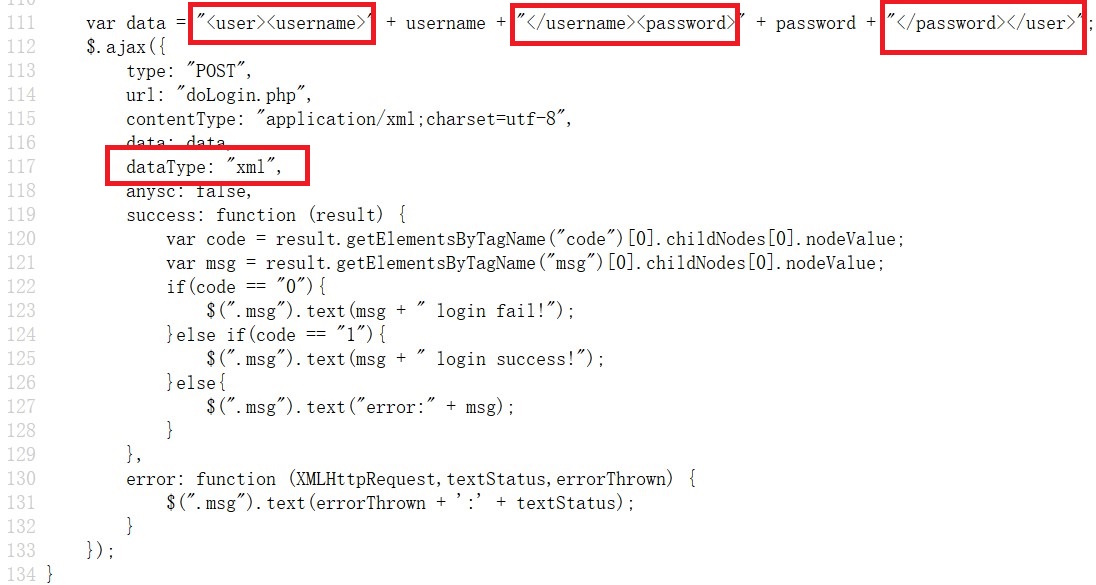 111 var data = "<user><username>" + username + "</username><password>" + password + "</password></user>";
112 $.ajax({
113 type: "POST",
114 url: "doLogin.php",
115 contentType: "application/xml;charset=utf-8",
116 data: data,
117 dataType: "xml",
118 anysc: false,
119 success: function (result) {
120 var code = result.getElementsByTagName("code")[0].childNodes[0].nodeValue;
121 var msg = result.getElementsByTagName("msg")[0].childNodes[0].nodeValue;
122 if(code == "0"){
123 $(".msg").text(msg + " login fail!");
124 }else if(code == "1"){
125 $(".msg").text(msg + " login success!");
126 }else{
127 $(".msg").text("error:" + msg);
128 }
129 },
130 error: function (XMLHttpRequest,textStatus,errorThrown) {
131 $(".msg").text(errorThrown + ':' + textStatus);
132 }
133 });
134 }